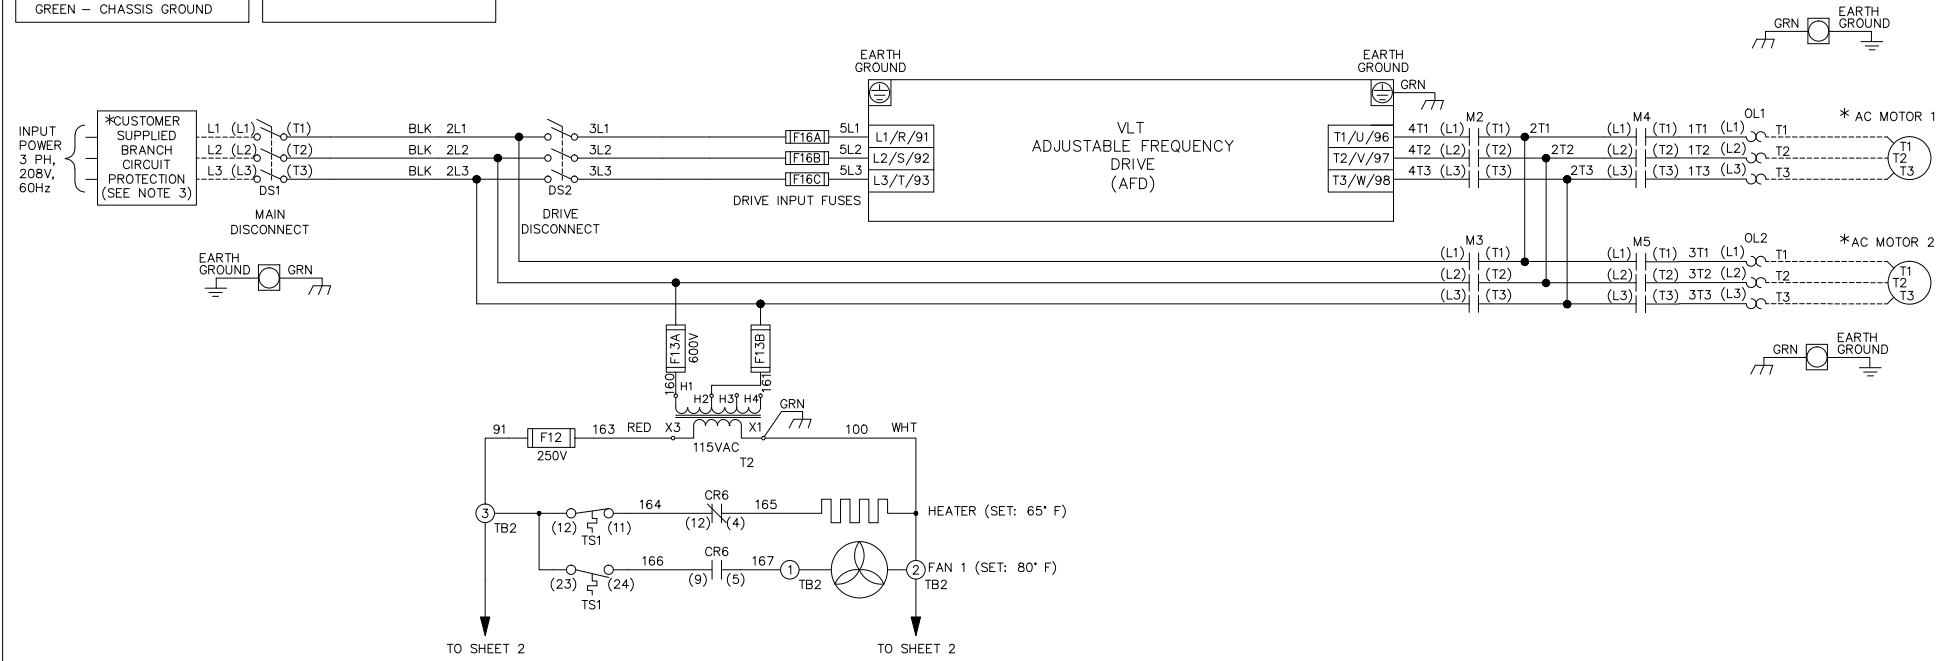 GREEN – CHASSIS GROUND
GRN
EARTH
GROUND
INPUT
POWER
3 PH,
208V,
60Hz
*CUSTOMER
SUPPLIED
BRANCH
CIRCUIT
PROTECTION
(SEE NOTE 3)
L1 (L1) (T1)
L2 (L2) (T2)
L3 (L3) (T3)
DS1
MAIN
DISCONNECT
EARTH
GROUND
GRN
BLK 2L1
BLK 2L2
BLK 2L3
DS2
DRIVE
DISCONNECT
3L1
3L2
3L3
F16A
F16B
F16C
5L1
5L2
5L3
DRIVE INPUT FUSES
EARTH
GROUND
L1/R/91
L2/S/92
L3/T/93
VLT
ADJUSTABLE FREQUENCY
DRIVE
(AFD)
EARTH
GROUND
GRN
T1/U/96
T2/V/97
T3/W/98
4T1 (L1) M2 (T1) 2T1
4T2 (L2) (T2) 2T2
4T3 (L3) (T3) 2T3
(L1) M4 (T1) 1T1 (L1) OL1 T1
(L2) (T2) 1T2 (L2) T2
(L3) (T3) 1T3 (L3) T3
* AC MOTOR 1
T1
T2
T3
(L1) M3 (T1)
(L2) (T2)
(L3) (T3)
(L1) M5 (T1) 3T1 (L1) OL2 T1
(L2) (T2) 3T2 (L2) T2
(L3) (T3) 3T3 (L3) T3
*AC MOTOR 2
T1
T2
T3
GRN
EARTH
GROUND
F13A
600V
F13B
160
161
H1
H2 H3 H4
GRN
91
F12
250V
163 RED X3
X1
100 WHT
115VAC
T2
3
TB2
(12) (11)
TS1
164
CR6
(12) (4)
165
HEATER (SET: 65° F)
(23) (24)
TS1
166
CR6
(9) (5)
167
1
TB2
2
TB2
FAN 1 (SET: 80° F)
TO SHEET 2
TO SHEET 2